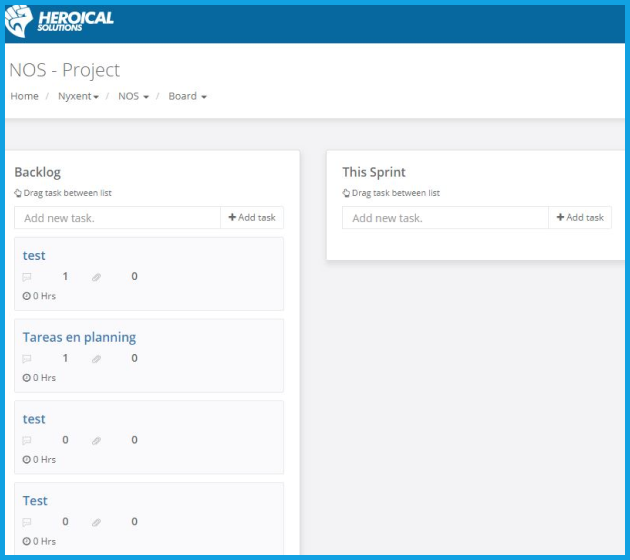 HEROICAL
SOLUTIONS
NOS - Project
Home / Nyxent / NOS / Board
Backlog
Drag task between list
Add new task. + Add task
test
1 0
0 Hrs
Tareas en planning
1 0
0 Hrs
test
0 0
0 Hrs
Test
0 0
0 Hrs
This Sprint
Drag task between list
Add new task. + Add task